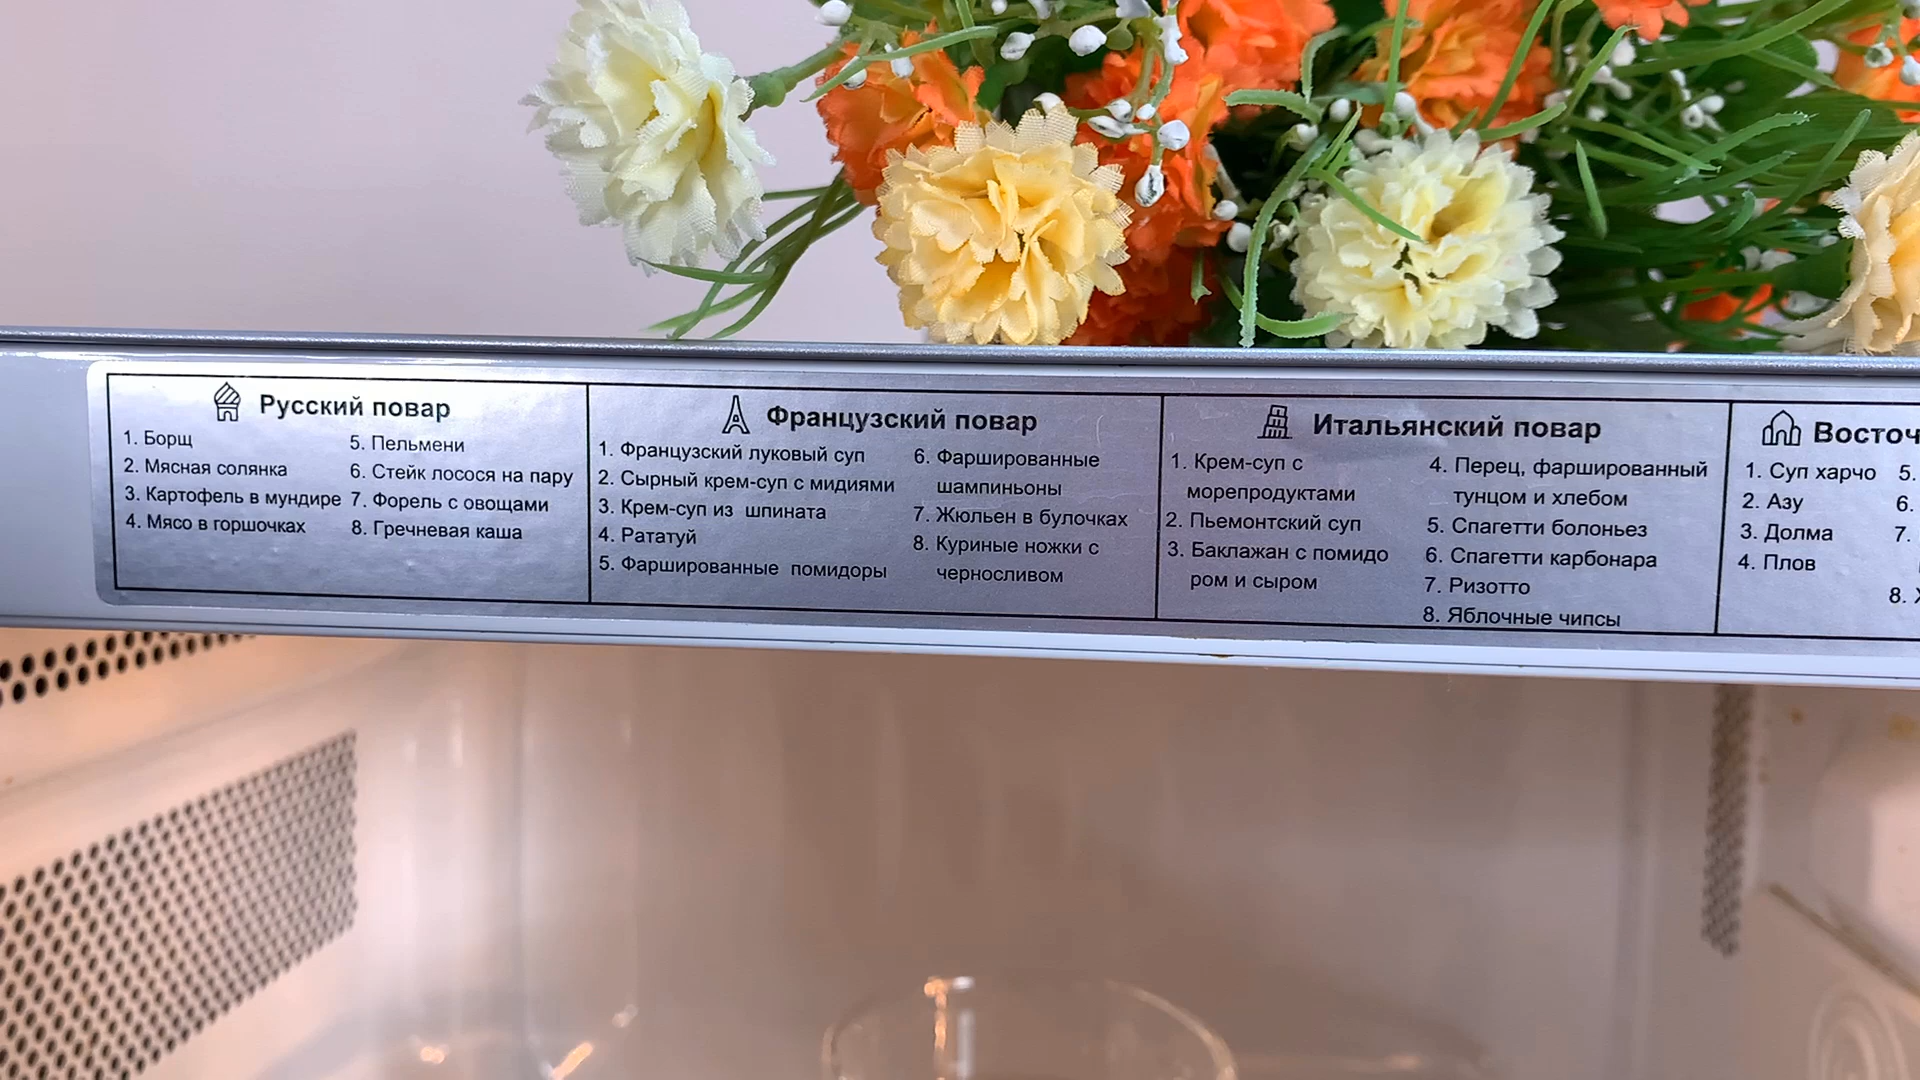 Русский повар
1. Борщ
2. Мясная солянка
3. Картофель в мундире
4. Мясо в горшочках
5. Пельмени
6. Стейк лосося на пару
7. Форель с овощами
8. Гречневая каша
Французский повар
1. Французский луковый суп
2. Сырный крем-суп с мидиями
3. Крем-суп из шпината
4. Рататуй
5. Фаршированные помидоры
6. Фаршированные
шампиньоны
7. Жюльен в булочках
8. Куриные ножки с
черносливом
Итальянский повар
1. Крем-суп с
морепродуктами
2. Пьемонтский суп
3. Баклажан с помидо
ром и сыром
4. Перец, фаршированный
тунцом и хлебом
5. Спагетти болоньез
6. Спагетти карбонара
7. Ризотто
8. Яблочные чипсы
1. Суп харчо
2. Азу
3. Долма
4. Плов
5.
6.
7.
8.